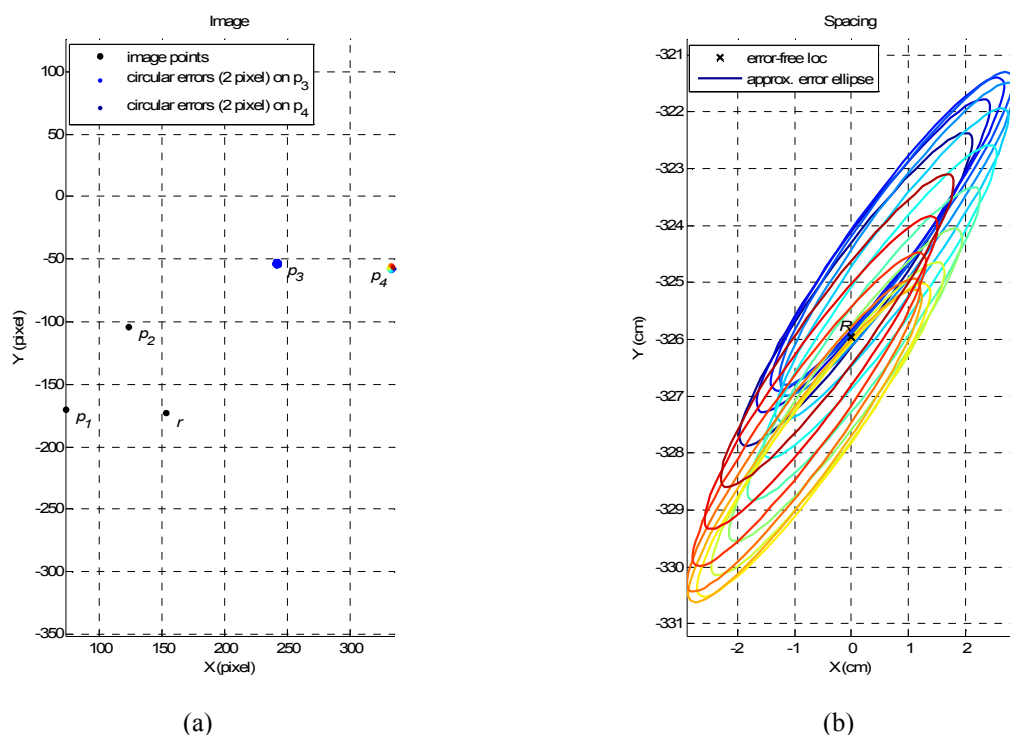 Image
image points
circular errors (2 pixel) on p3
circular errors (2 pixel) on p4
100
50
0
-50
-100
-150
-200
-250
-300
-350
Y (pixel)
p3
p4
p2
p1
r
100 150 200 250 300
X (pixel)
(a)
Spacing
error-free loc
approx. error ellipse
-321
-322
-323
-324
-325
-326
-327
-328
-329
-330
-331
Y (cm)
R
-2 -1 0 1 2
X (cm)
(b)